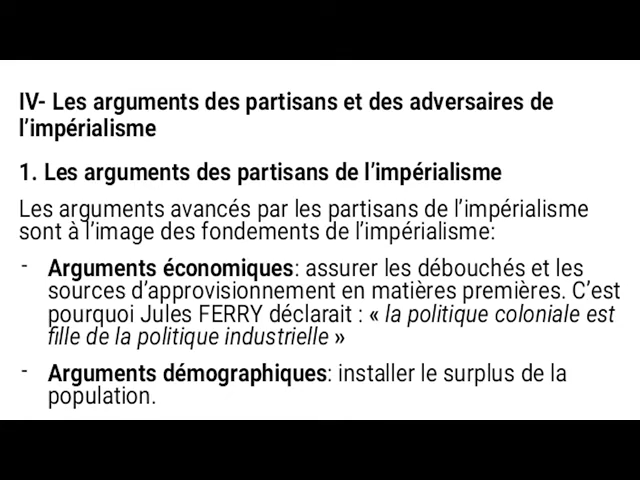 IV- Les arguments des partisans et des adversaires de
l’impérialisme
1. Les arguments des partisans de l’impérialisme
Les arguments avancés par les partisans de l’impérialisme
sont à l’image des fondements de l’impérialisme:
- Arguments économiques: assurer les débouchés et les
sources d’approvisionnement en matières premières. C’est
pourquoi Jules FERRY déclarait : « la politique coloniale est
fille de la politique industrielle »
- Arguments démographiques: installer le surplus de la
population.